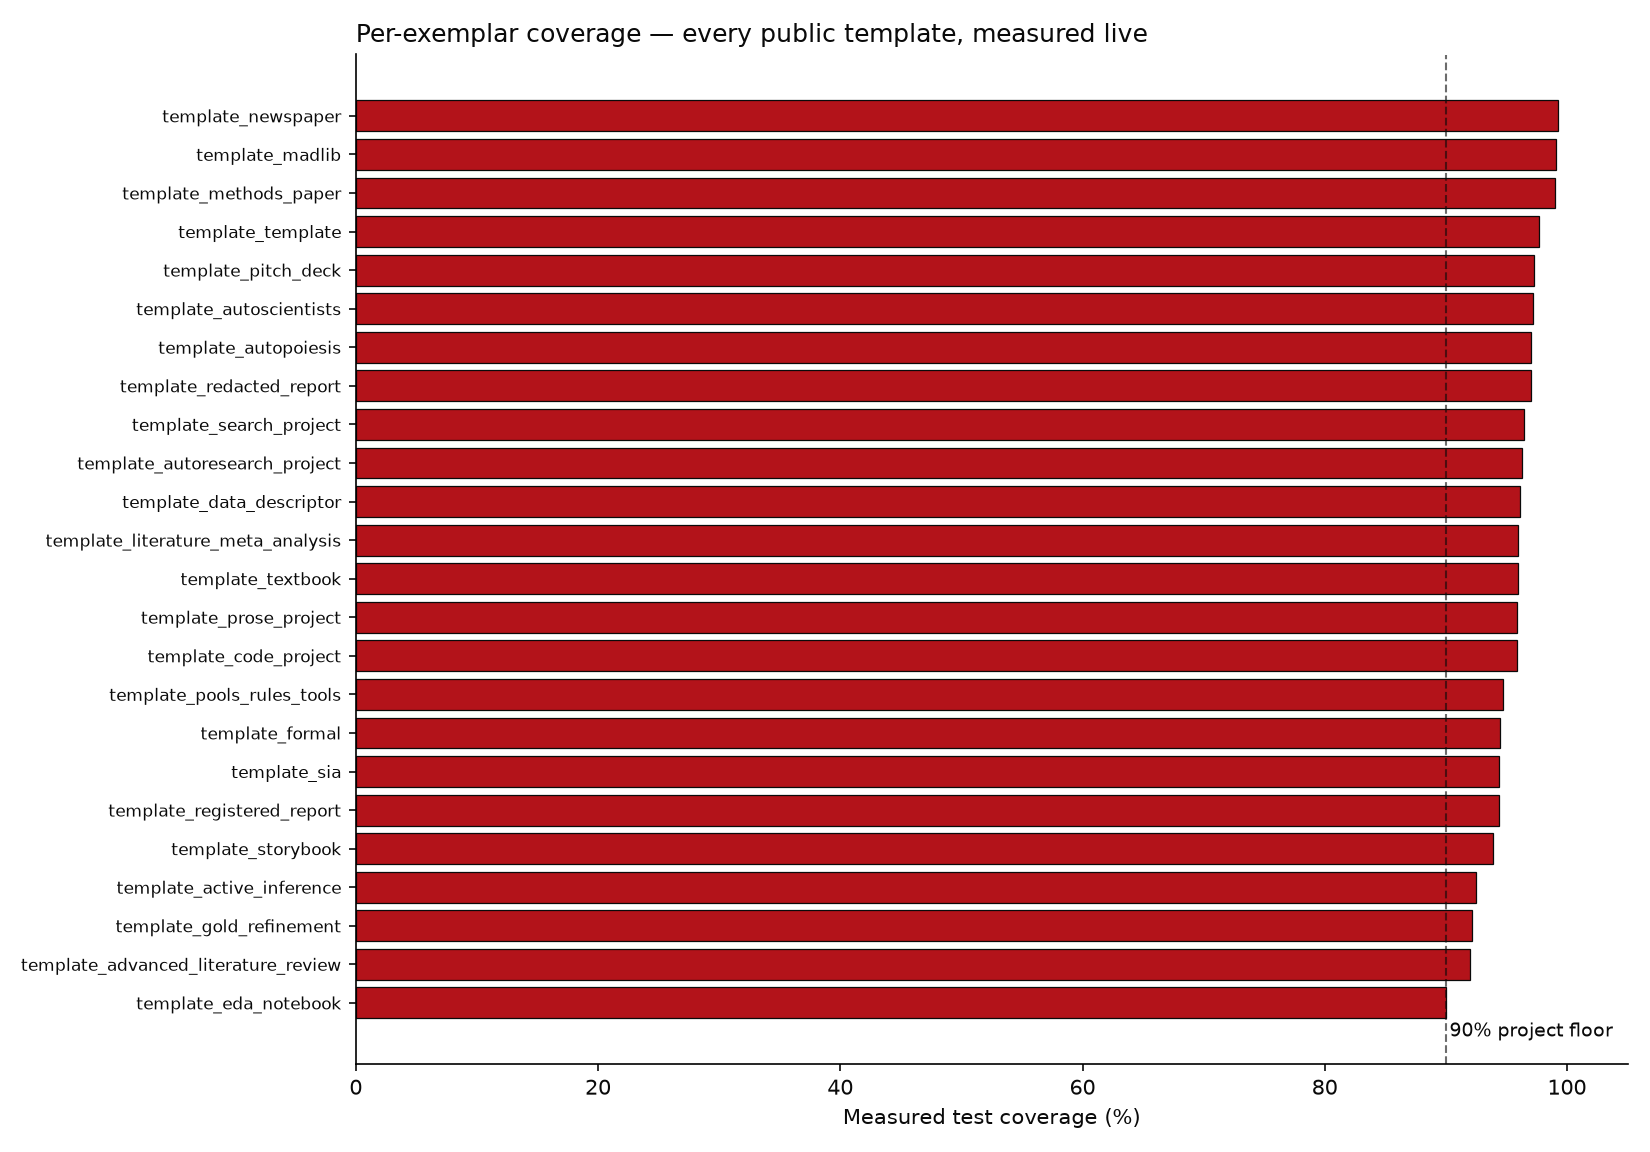 Per-exemplar coverage — every public template, measured live
template_newspaper
template_madlib
template_methods_paper
template_template
template_pitch_deck
template_autoscientists
template_autopoiesis
template_redacted_report
template_search_project
template_autoresearch_project
template_data_descriptor
template_literature_meta_analysis
template_textbook
template_prose_project
template_code_project
template_pools_rules_tools
template_formal
template_sia
template_registered_report
template_storybook
template_active_inference
template_gold_refinement
template_advanced_literature_review
template_eda_notebook
90% project floor
0 20 40 60 80 100
Measured test coverage (%)